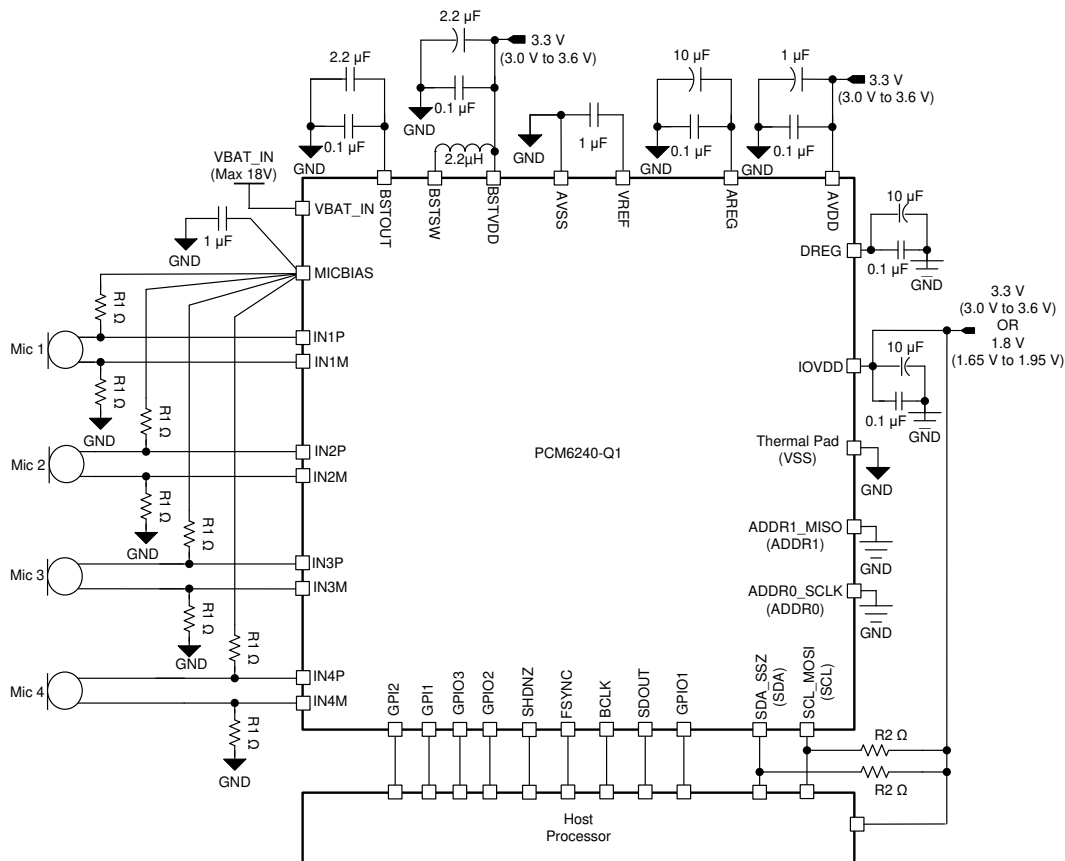 2.2 µF
3.3 V
(3.0 V to 3.6 V)
2.2 µF
10 µF
1 µF
3.3 V
(3.0 V to 3.6 V)
0.1 µF
GND
0.1 µF
GND
GND
1 µF
0.1 µF
GND
0.1 µF
GND
2.2µH
VBAT_IN
(Max 18V)
BSTOUT
BSTSW
BSTVDD
AVSS
VREF
AREG
AVDD
VBAT_IN
1 µF
GND
MICBIAS
10 µF
DREG
0.1 µF
GND
3.3 V
(3.0 V to 3.6 V)
OR
1.8 V
(1.65 V to 1.95 V)
R1 Ω
Mic 1
IN1P
IN1M
R1 Ω
GND
IOVDD
10 µF
0.1 µF
GND
R1 Ω
Mic 2
IN2P
IN2M
R1 Ω
GND
PCM6240-Q1
Thermal Pad
(VSS)
GND
R1 Ω
Mic 3
IN3P
IN3M
R1 Ω
GND
ADDR1_MISO
(ADDR1)
GND
ADDR0_SCLK
(ADDR0)
GND
R1 Ω
Mic 4
IN4P
IN4M
R1 Ω
GND
GPI2
GPI1
GPIO3
GPIO2
SHDNZ
FSYNC
BCLK
SDOUT
GPIO1
SDA_SSZ
(SDA)
SCL_MOSI
(SCL)
R2 Ω
R2 Ω
Host
Processor